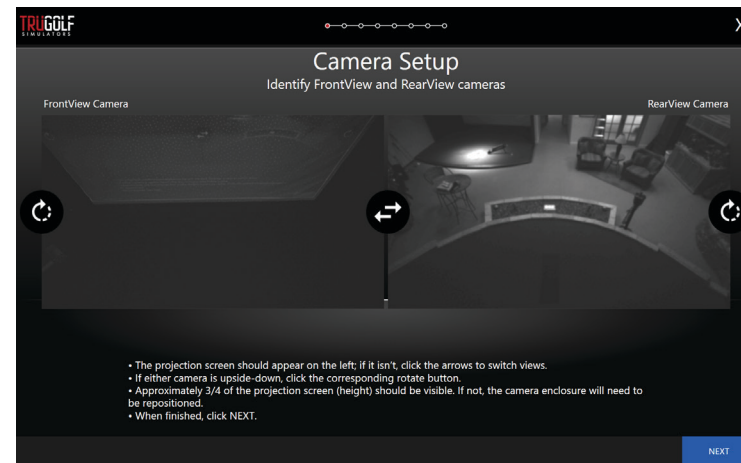 TRUGOLF
SIMULATORS
X
Camera Setup
Identify FrontView and RearView cameras
FrontView Camera
RearView Camera
• The projection screen should appear on the left; if it isn't, click the arrows to switch views.
• If either camera is upside-down, click the corresponding rotate button.
• Approximately 3/4 of the projection screen (height) should be visible. If not, the camera enclosure will need to
be repositioned.
• When finished, click NEXT.
NEXT